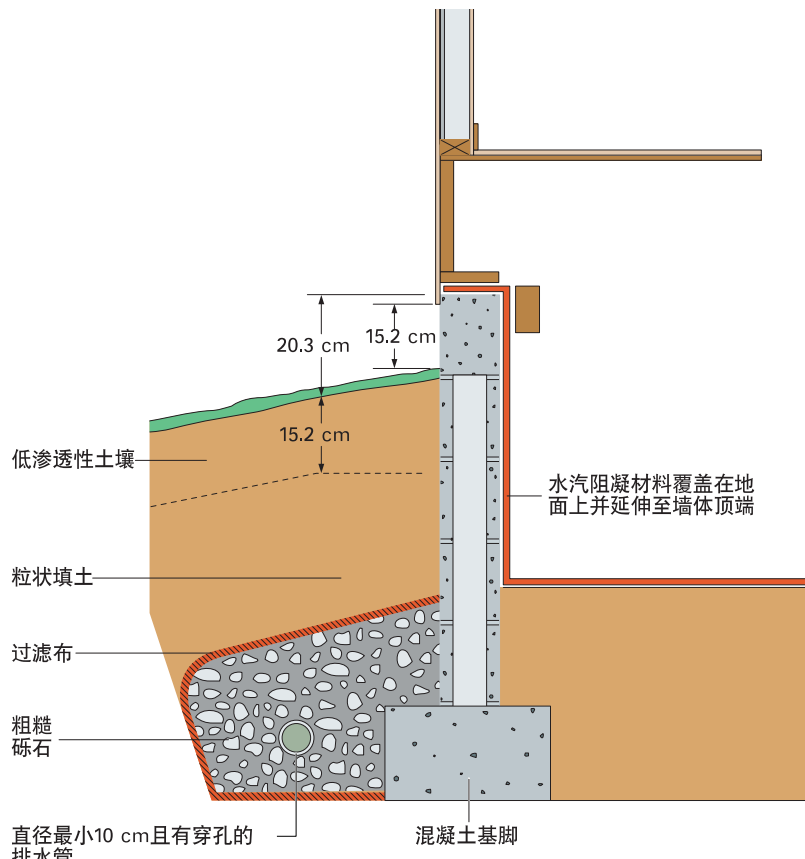 20.3 cm
15.2 cm
15.2 cm
低渗透性土壤
水汽阻凝材料覆盖在地
面上并延伸至墙体顶端
粒状填土
过滤布
粗糙
砾石
直径最小10 cm且有穿孔的
排水管
混凝土基脚